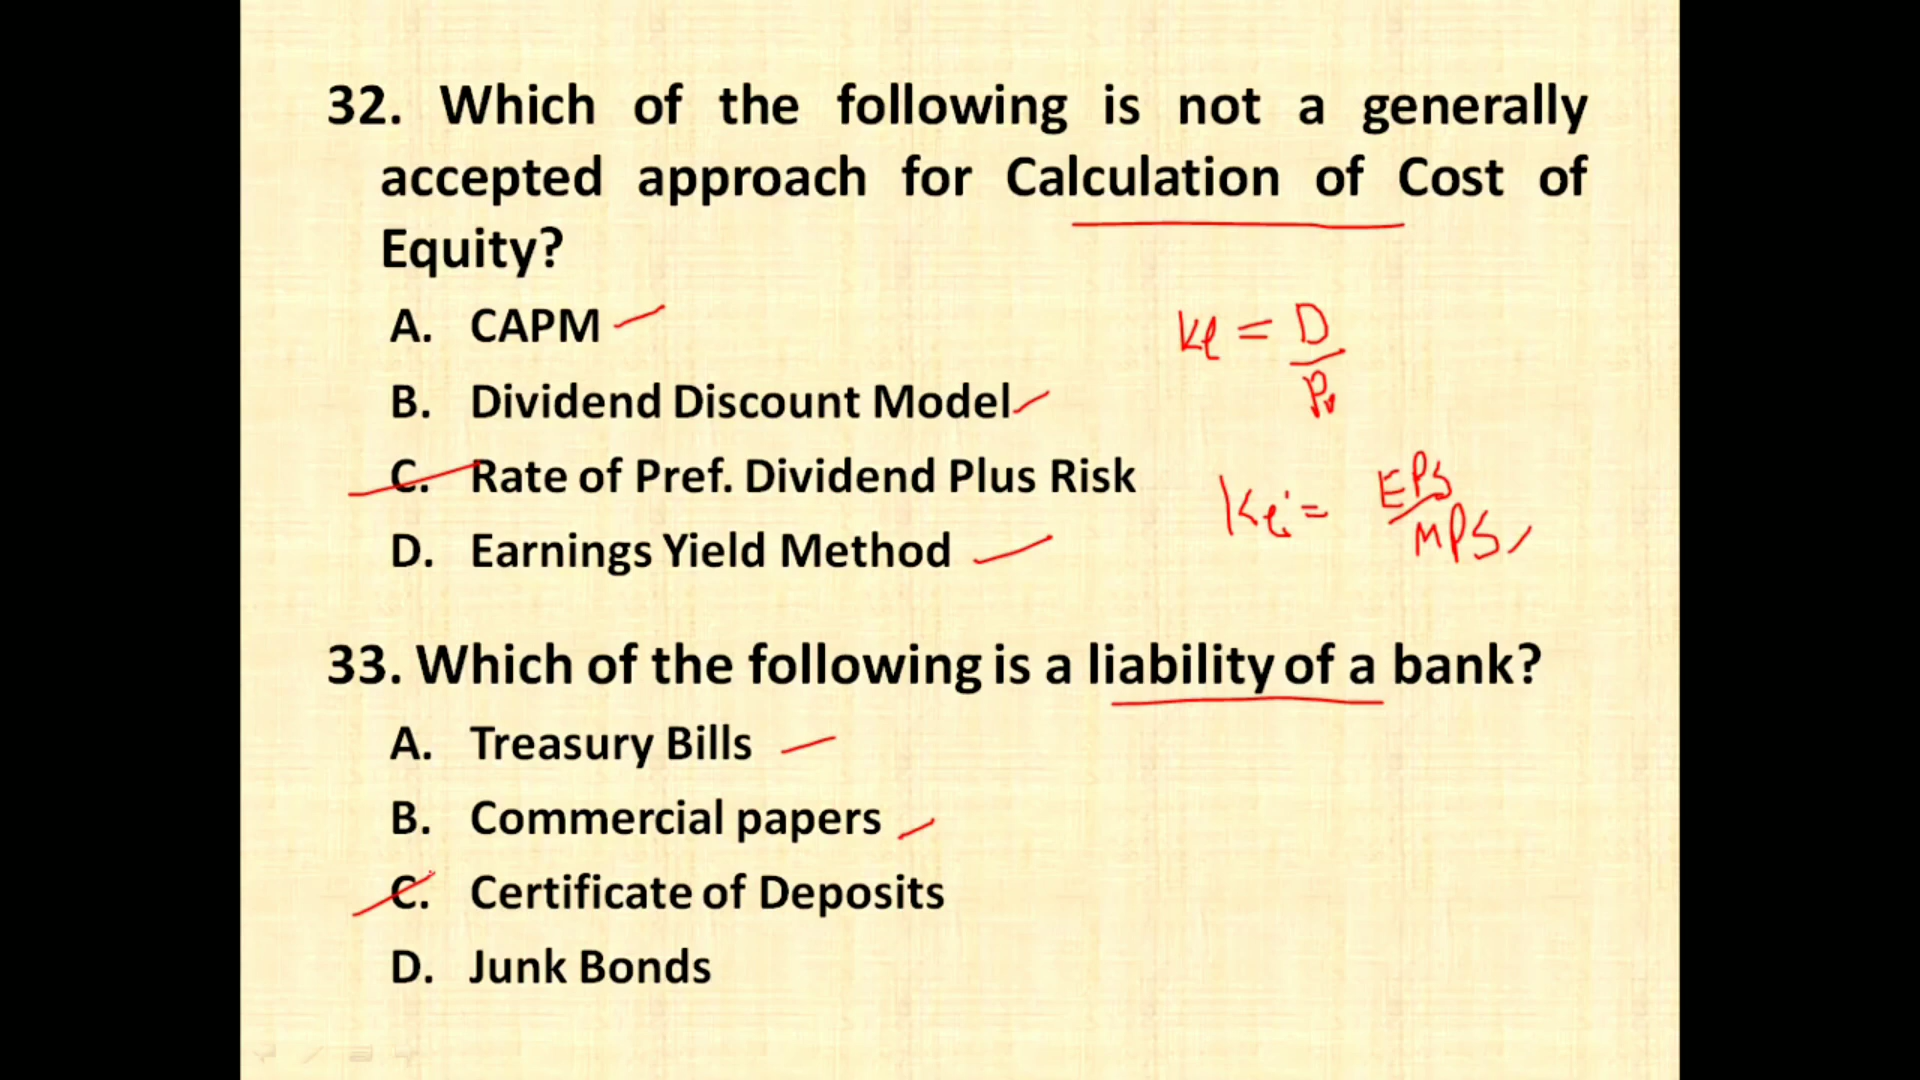 32. Which of the following is not a generally
accepted approach for Calculation of Cost of
Equity?
A. CAPM
Ke = D
P₀
B. Dividend Discount Model
C. Rate of Pref. Dividend Plus Risk
Ke = EPS
MPS
D. Earnings Yield Method
33. Which of the following is a liability of a bank?
A. Treasury Bills
B. Commercial papers
C. Certificate of Deposits
D. Junk Bonds